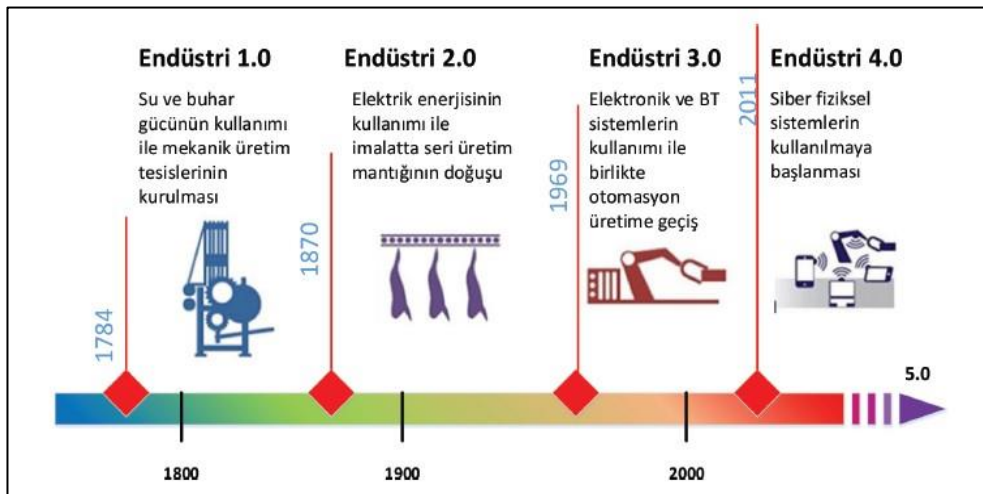 Endüstri 1.0
Su ve buhar
gücünün kullanımı
ile mekanik üretim
tesislerinin
kurulması
1784
Endüstri 2.0
Elektrik enerjisinin
kullanımı ile
imalatta seri üretim
mantığının doğuşu
1870
Endüstri 3.0
Elektronik ve BT
sistemlerin
kullanımı ile
birlikte
otomasyon
üretime geçiş
1969
Endüstri 4.0
Siber fiziksel
sistemlerin
kullanılmaya
başlanması
2011
5.0
1800
1900
2000